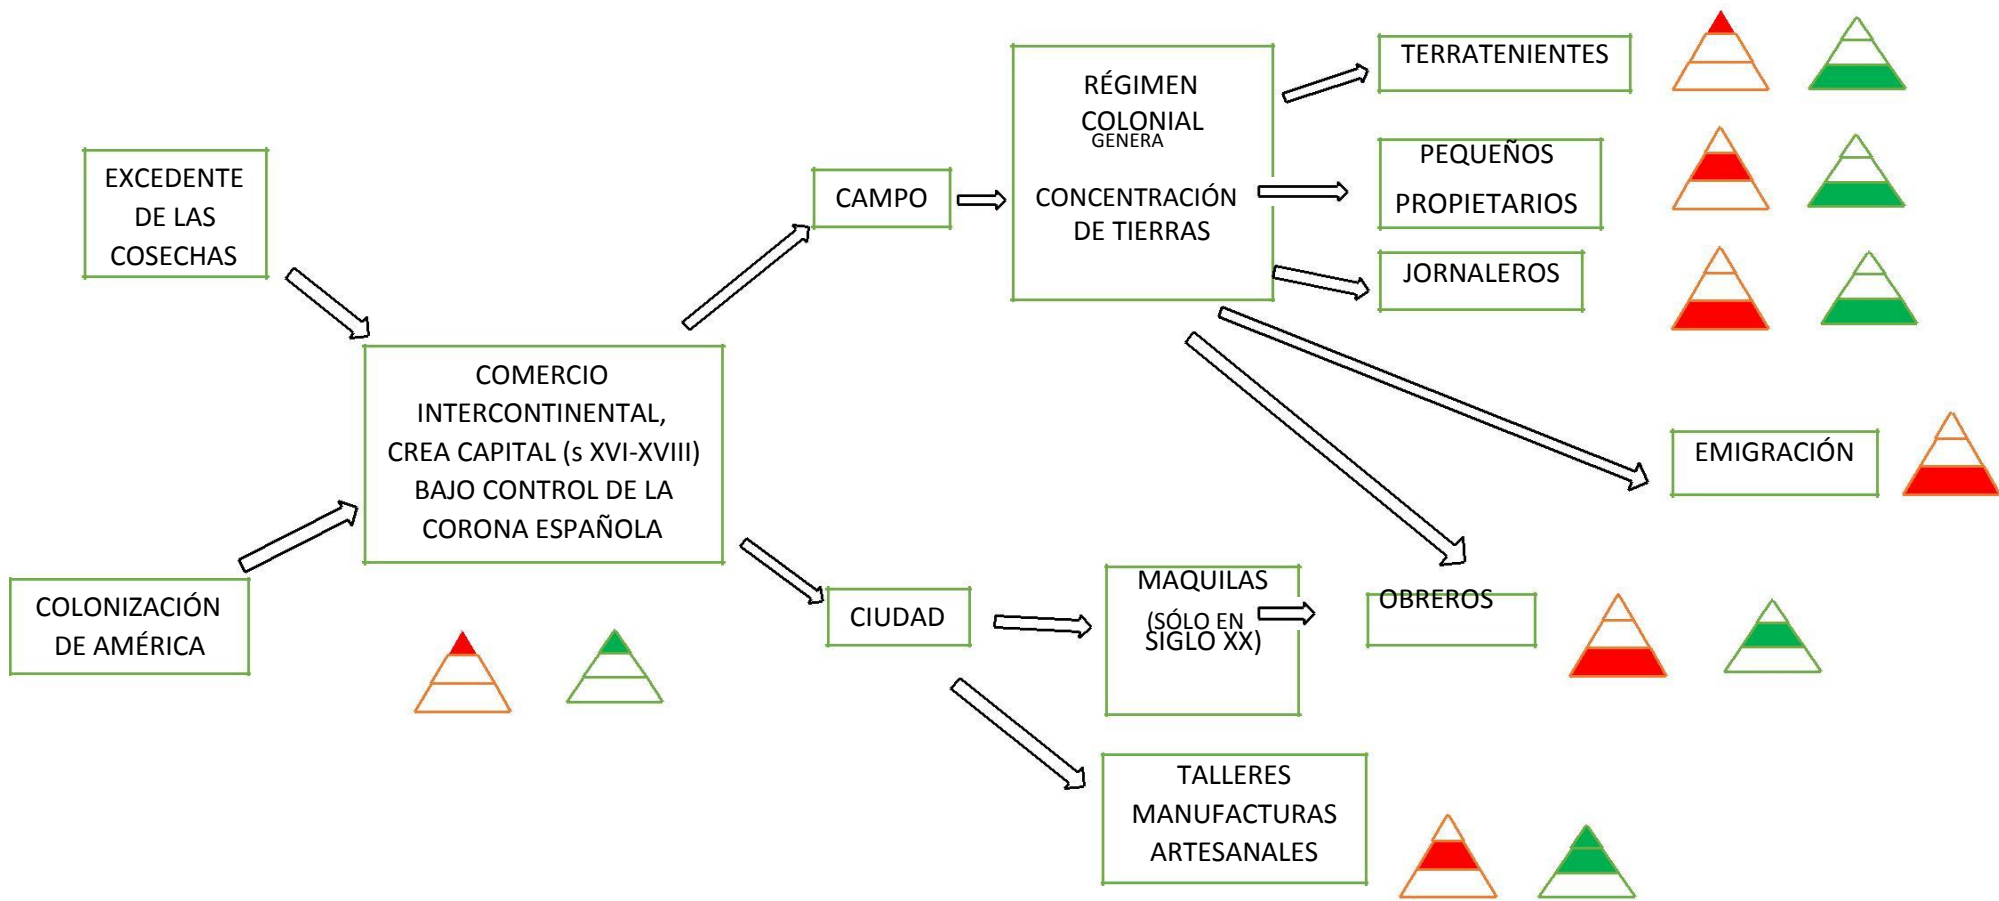 EXCEDENTE
DE LAS
COSECHAS
COLONIZACIÓN
DE AMÉRICA
COMERCIO
INTERCONTINENTAL,
CREA CAPITAL (s XVI-XVIII)
BAJO CONTROL DE LA
CORONA ESPAÑOLA
CAMPO
RÉGIMEN
COLONIAL
GENERA
CONCENTRACIÓN
DE TIERRAS
TERRATENIENTES
PEQUEÑOS
PROPIETARIOS
JORNALEROS
EMIGRACIÓN
CIUDAD
MAQUILAS
(SÓLO EN
SIGLO XX)
OBREROS
TALLERES
MANUFACTURAS
ARTESANALES